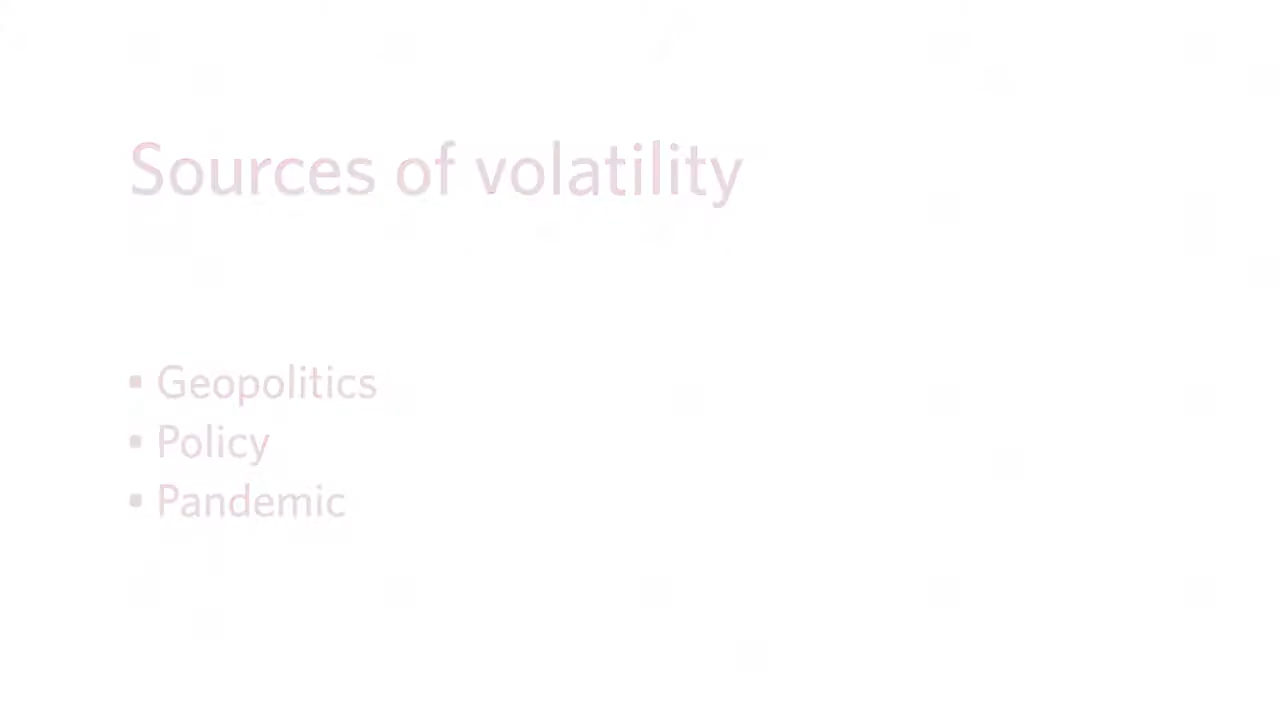 Sources of volatility
▪ Geopolitics
▪ Policy
▪ Pandemic